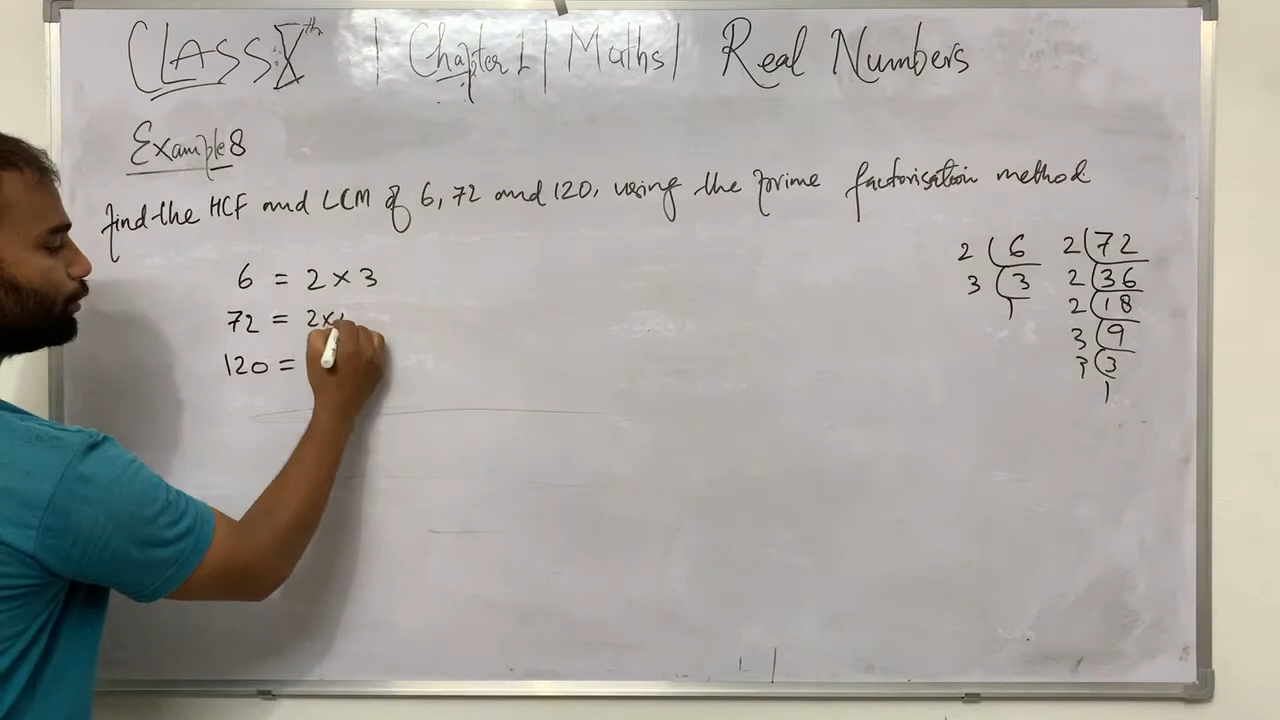 CLASS Xth | Chapter 1 | Maths | Real Numbers
Example 8
find the HCF and LCM of 6, 72 and 120, using the prime factorisation method.
6 = 2 × 3
72 = 2×
120 =
2 6
3 3
1
2 72
2 36
2 18
3 9
3 3
1